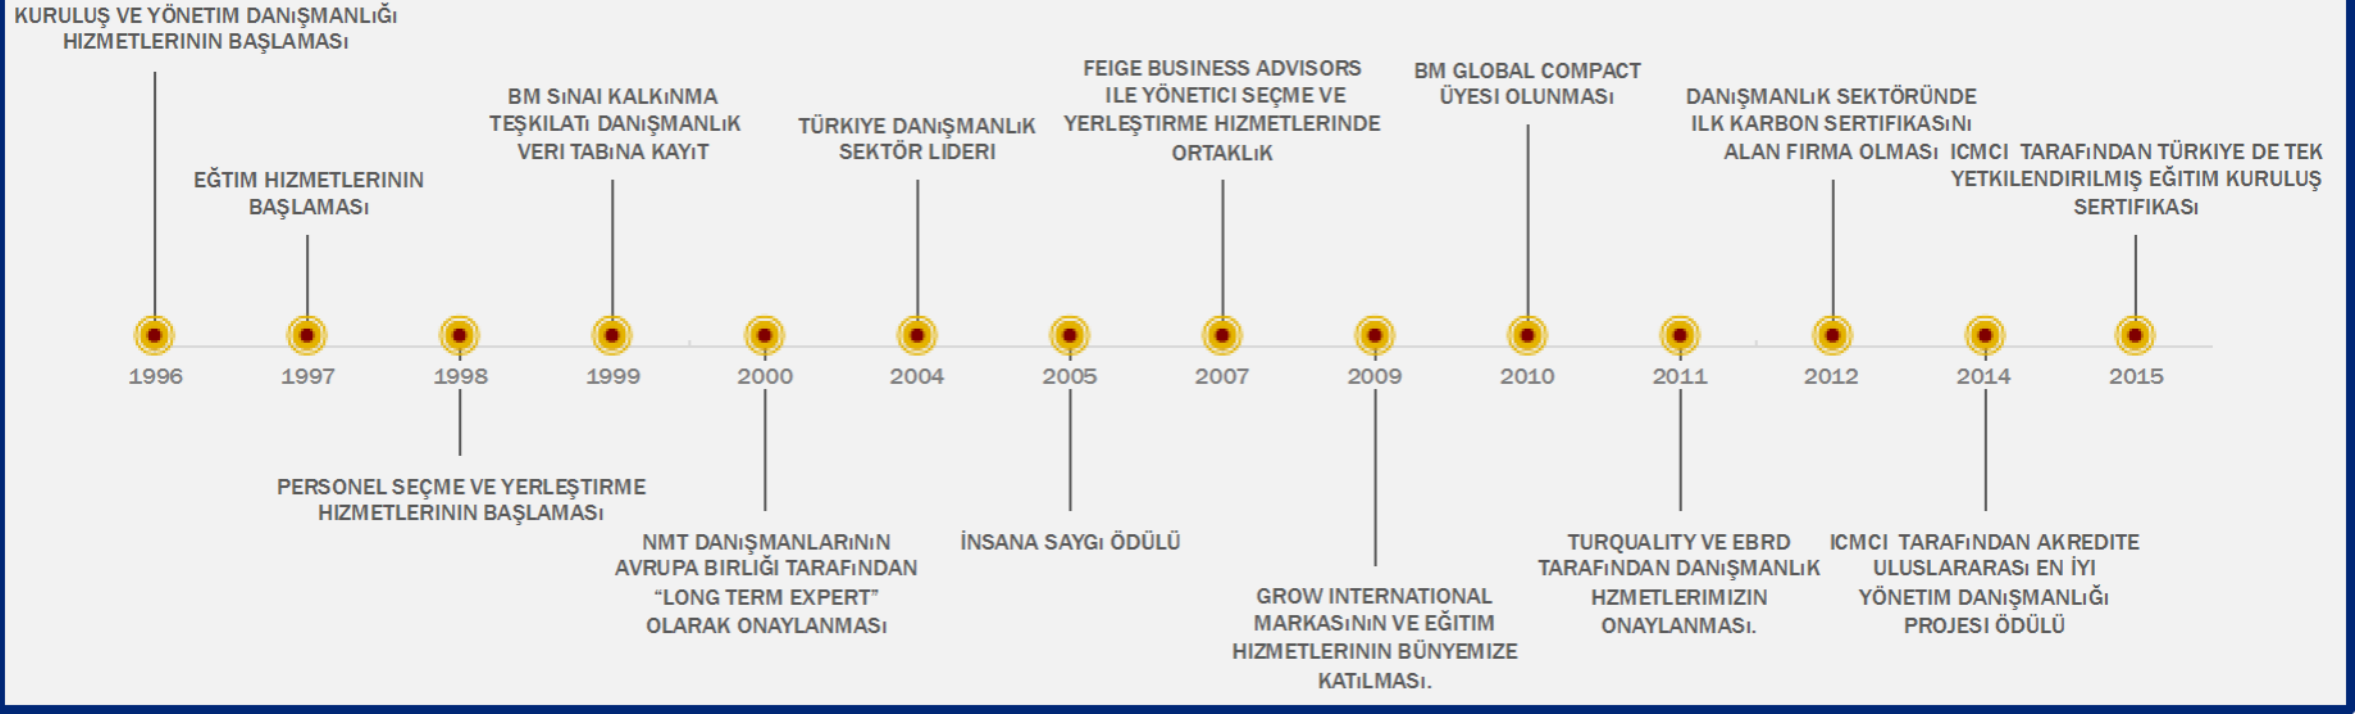 KURULUŞ VE YÖNETIM DANıŞMANLıĞı
HIZMETLERININ BAŞLAMASı
EĞTIM HIZMETLERININ
BAŞLAMASı
BM SıNAI KALKıNMA
TEŞKILATı DANıŞMANLıK
VERI TABıNA KAYıT
TÜRKIYE DANıŞMANLıK
SEKTÖR LIDERI
FEIGE BUSINESS ADVISORS
ILE YÖNETICI SEÇME VE
YERLEŞTIRME HIZMETLERINDE
ORTAKLıK
BM GLOBAL COMPACT
ÜYESI OLUNMASı
DANıŞMANLıK SEKTÖRÜNDE
ILK KARBON SERTIFIKASıNı
ALAN FIRMA OLMASı
ICMCI  TARAFıNDAN TÜRKIYE DE TEK
YETKILENDIRILMIŞ EĞITIM KURULUŞ
SERTIFIKASı
1996 1997 1998 1999 2000 2004 2005 2007 2009 2010 2011 2012 2014 2015
PERSONEL SEÇME VE YERLEŞTIRME
HIZMETLERININ BAŞLAMASı
NMT DANıŞMANLARıNıN
AVRUPA BIRLIĞI TARAFıNDAN
“LONG TERM EXPERT”
OLARAK ONAYLANMASı
İNSANA SAYGı ÖDÜLÜ
GROW INTERNATIONAL
MARKASıNıN VE EĞITIM
HIZMETLERININ BÜNYEMIZE
KATıLMASı.
TURQUALITY VE EBRD
TARAFıNDAN DANıŞMANLıK
HZMETLERIMIZIN
ONAYLANMASı.
ICMCI  TARAFıNDAN AKREDITE
ULUSLARARASı EN İYI
YÖNETIM DANıŞMANLıĞı
PROJESI ÖDÜLÜ